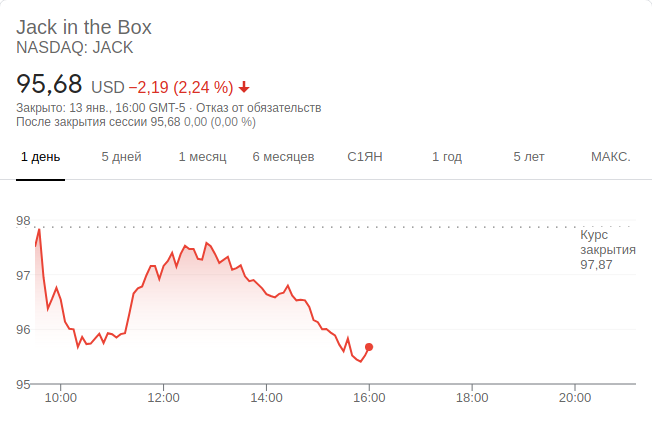 Jack in the Box
NASDAQ: JACK
95,68 USD −2,19 (2,24 %)
Закрыто: 13 янв., 16:00 GMT-5 · Отказ от обязательств
После закрытия сессии 95,68 0,00 (0,00 %)
1 день 5 дней 1 месяц 6 месяцев С1ЯН 1 год 5 лет МАКС.
98
Курс
закрытия
97,87
97
96
95
10:00 12:00 14:00 16:00 18:00 20:00